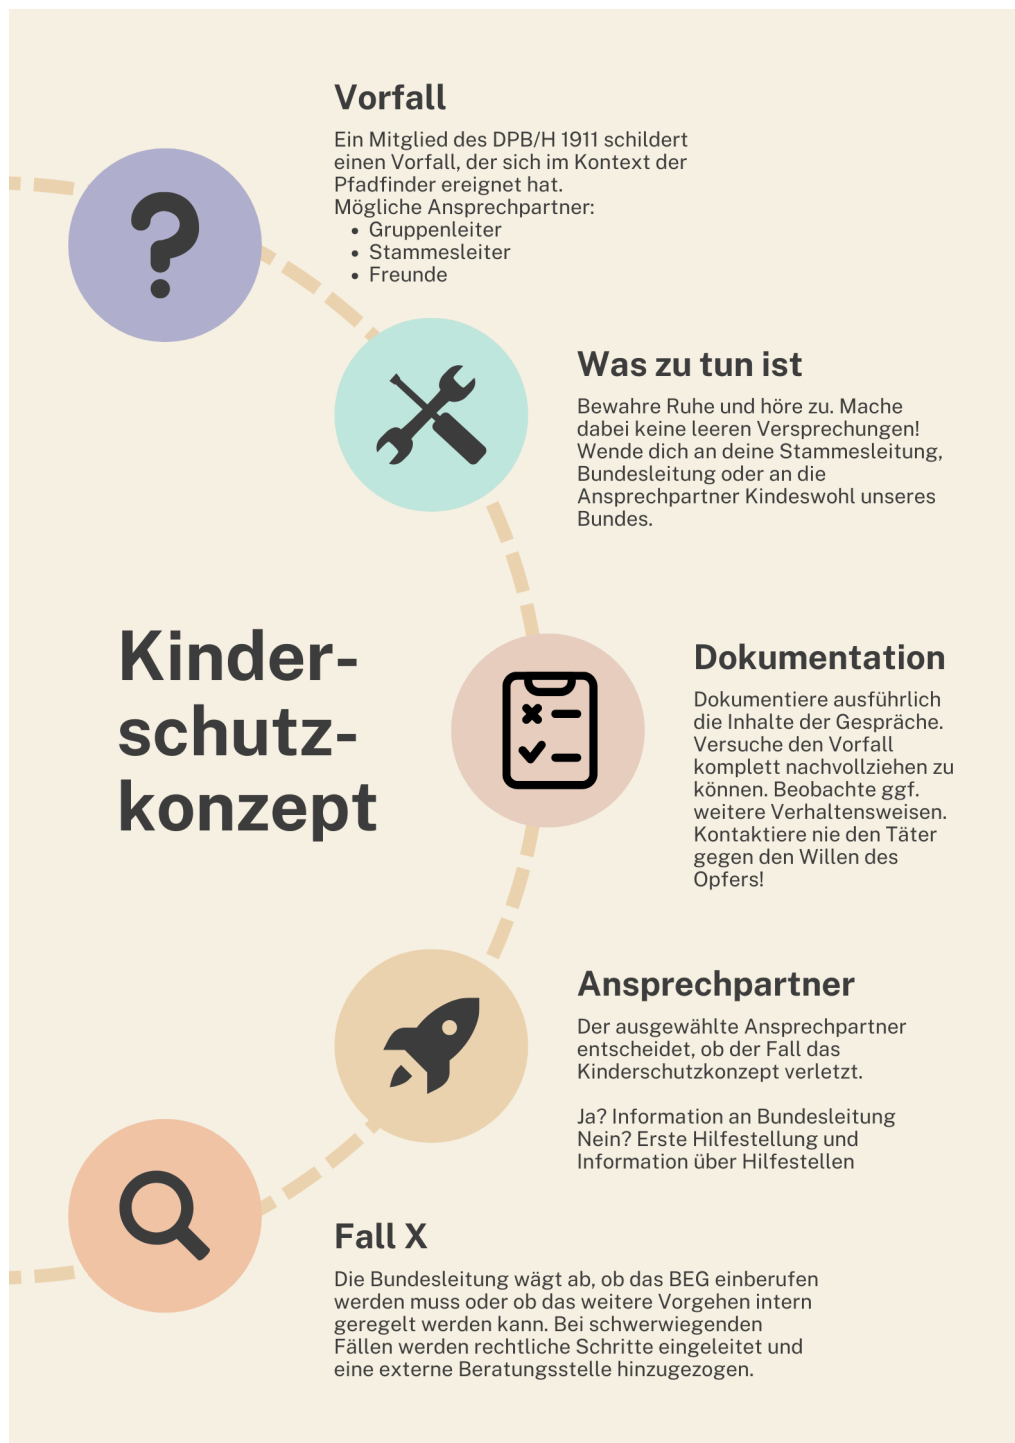 Vorfall
Ein Mitglied des DPB/H 1911 schildert
einen Vorfall, der sich im Kontext der
Pfadfinder ereignet hat.
Mögliche Ansprechpartner:
• Gruppenleiter
• Stammesleiter
• Freunde
Was zu tun ist
Bewahre Ruhe und höre zu. Mache
dabei keine leeren Versprechungen!
Wende dich an deine Stammesleitung,
Bundesleitung oder an die
Ansprechpartner Kindeswohl unseres
Bundes.
Kinder-
schutz-
konzept
Dokumentation
Dokumentiere ausführlich
die Inhalte der Gespräche.
Versuche den Vorfall
komplett nachvollziehen zu
können. Beobachte ggf.
weitere Verhaltensweisen.
Kontaktiere nie den Täter
gegen den Willen des
Opfers!
Ansprechpartner
Der ausgewählte Ansprechpartner
entscheidet, ob der Fall das
Kinderschutzkonzept verletzt.
Ja? Information an Bundesleitung
Nein? Erste Hilfestellung und
Information über Hilfestellen
Fall X
Die Bundesleitung wägt ab, ob das BEG einberufen
werden muss oder ob das weitere Vorgehen intern
geregelt werden kann. Bei schwerwiegenden
Fällen werden rechtliche Schritte eingeleitet und
eine externe Beratungsstelle hinzugezogen.